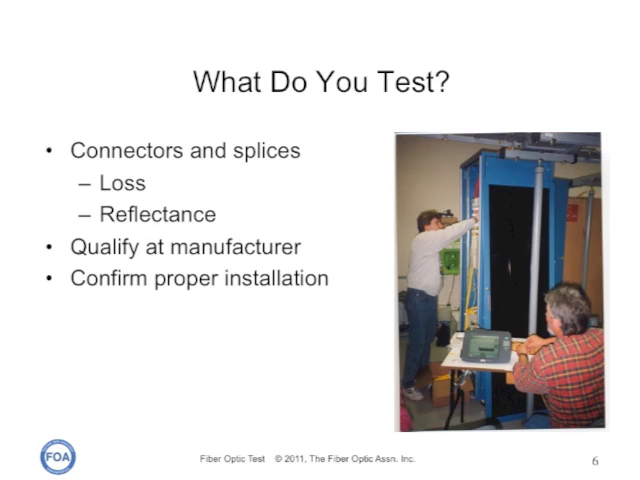 What Do You Test?
• Connectors and splices
– Loss
– Reflectance
• Qualify at manufacturer
• Confirm proper installation
FOA
Fiber Optic Test © 2011, The Fiber Optic Assn. Inc.
6